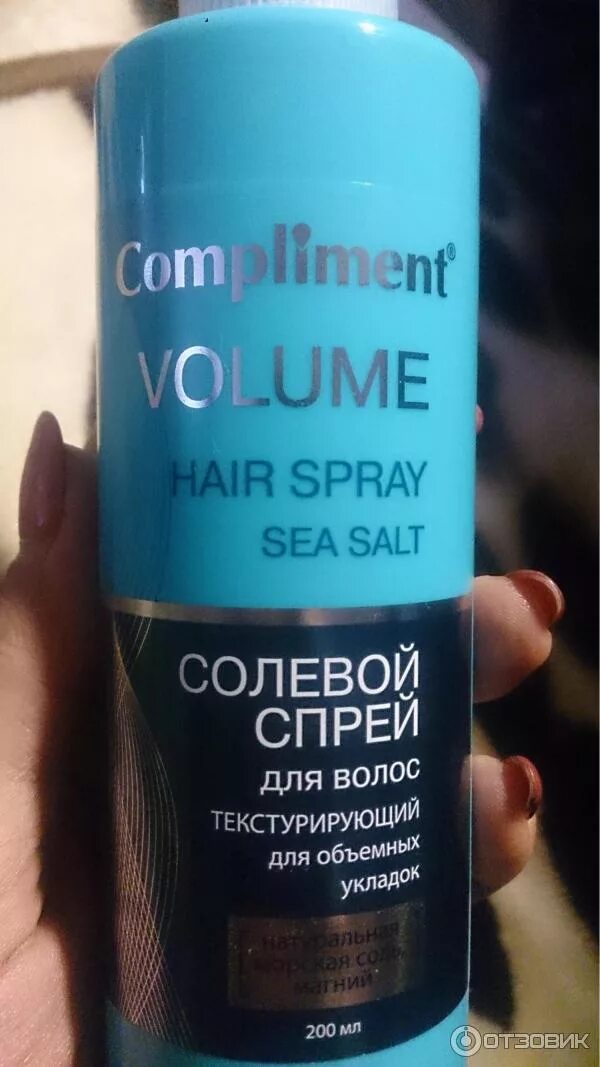 Compliment®
VOLUME
HAIR SPRAY
SEA SALT
СОЛЕВОЙ
СПРЕЙ
для волос
ТЕКСТУРИРУЮЩИЙ
для объемных
укладок
натуральная
морская соль,
магний
200 мл
ОТЗОВИК